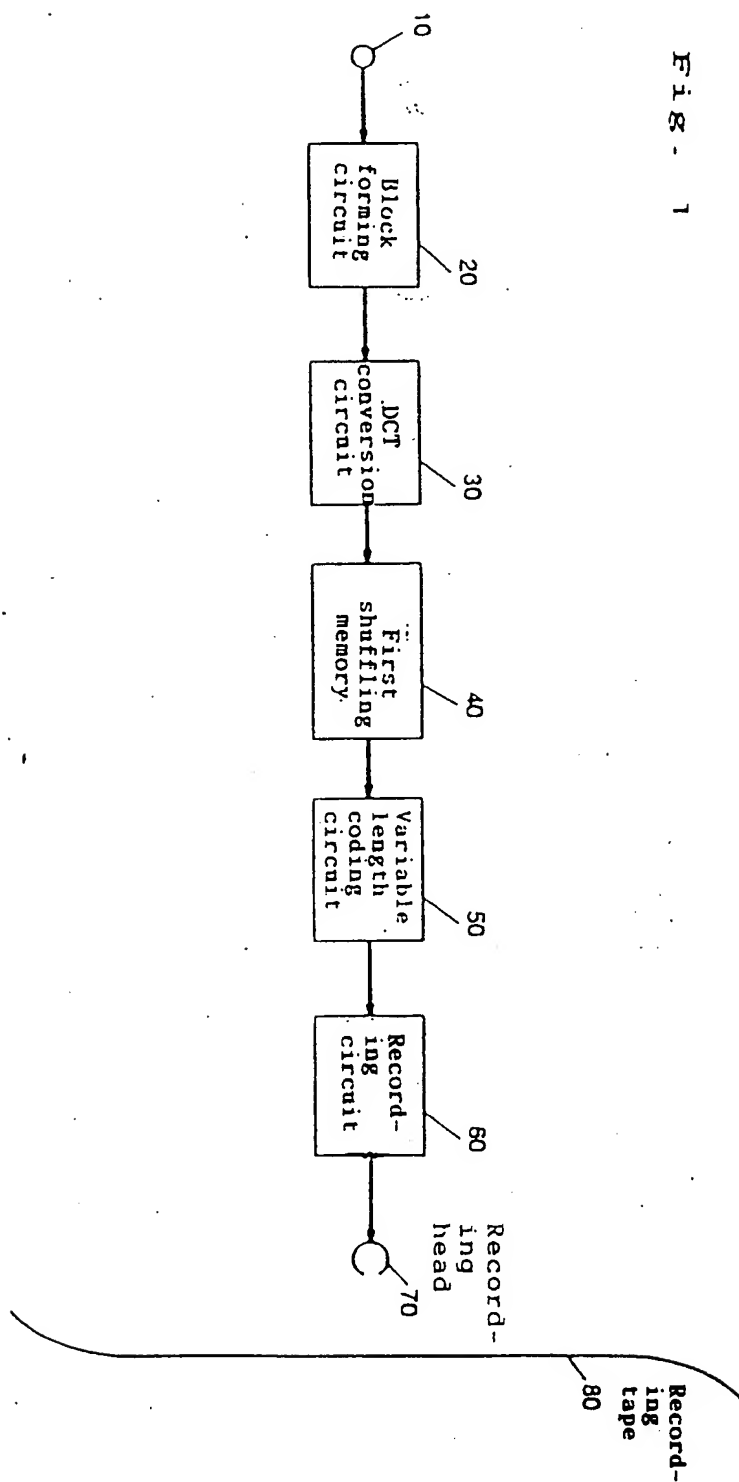 Fig. 1
10
Block
forming
circuit
20
DCT
conversion
circuit
30
First
shuffling
memory
40
Variable
length
coding
circuit
50
Record-
ing
circuit
60
Record-
ing
head
70
Record-
ing
tape
80